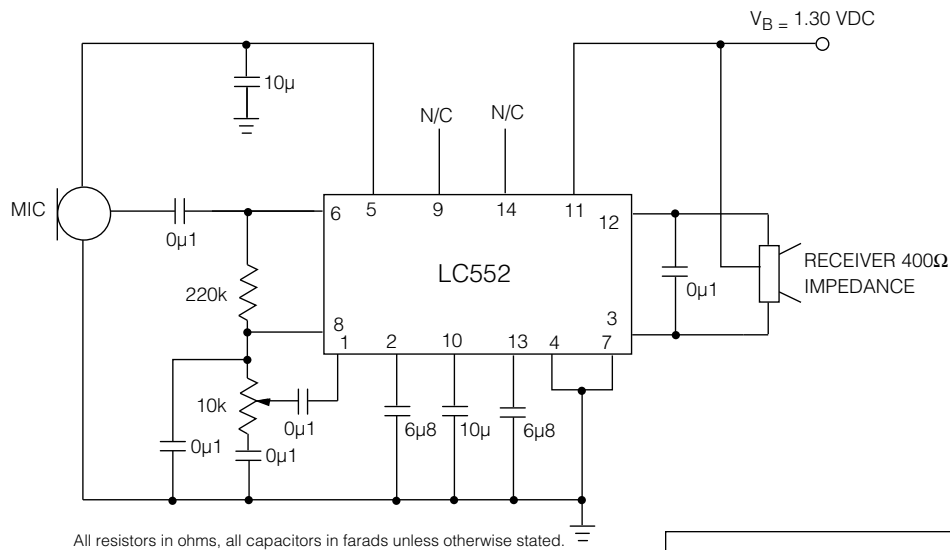 V_B = 1.30 VDC
10µ
N/C
N/C
MIC
6
5
9
14
11
12
0µ1
LC552
0µ1
RECEIVER 400Ω
IMPEDANCE
220k
8
3
1
2
10
13
4
7
10k
0µ1
6µ8
10µ
6µ8
0µ1
0µ1
All resistors in ohms, all capacitors in farads unless otherwise stated.